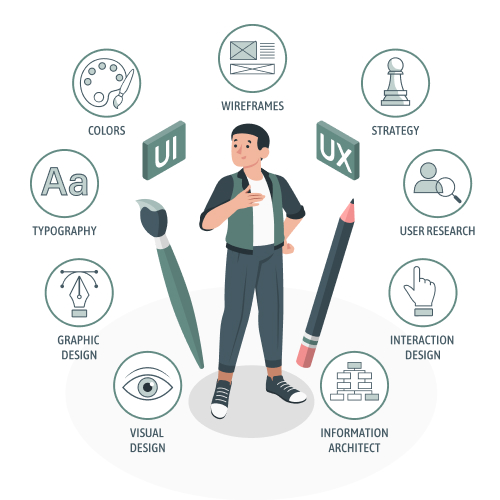 WIREFRAMES
COLORS
STRATEGY
UI
UX
Aa
TYPOGRAPHY
USER RESEARCH
GRAPHIC
DESIGN
INTERACTION
DESIGN
VISUAL
DESIGN
INFORMATION
ARCHITECT